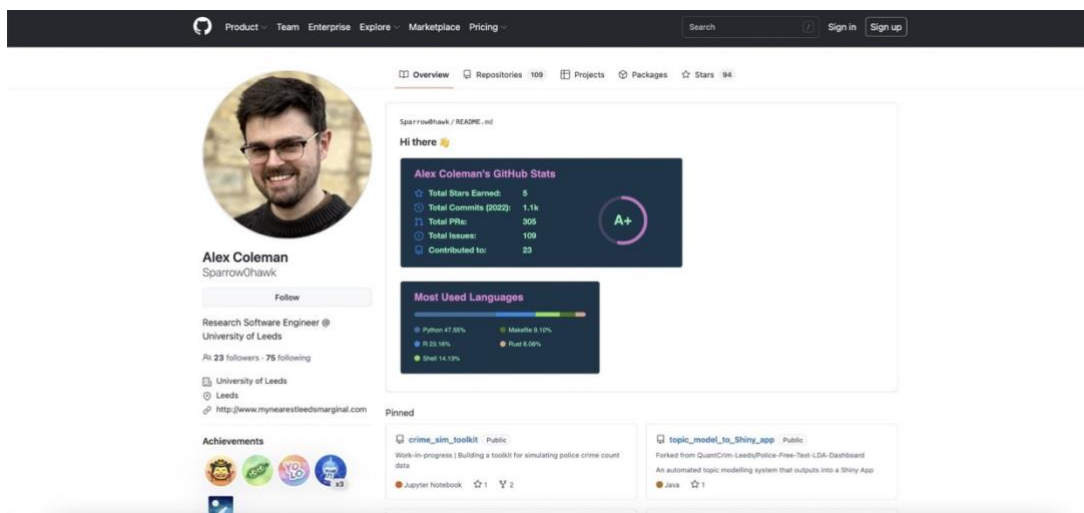 Product Team Enterprise Explore Marketplace Pricing
Search /
Sign in Sign up
Overview Repositories 109 Projects Packages Stars 94
Alex Coleman
Sparrow0hawk
Follow
Research Software Engineer @
University of Leeds
23 followers · 75 following
University of Leeds
Leeds
http://www.mynearestleedsmarginal.com
Achievements
YOLO
x3
Sparrow0hawk/README.md
Hi there 👋
Alex Coleman's GitHub Stats
Total Stars Earned: 5
Total Commits (2022): 1.1k
Total PRs: 305
Total Issues: 109
Contributed to: 23
A+
Most Used Languages
Python 47.55%
R 23.16%
Shell 14.13%
Makefile 9.10%
Rust 6.06%
Pinned
crime_sim_toolkit Public
Work-in-progress | Building a toolkit for simulating police crime count
data
Jupyter Notebook 1 2
topic_model_to_Shiny_app Public
Forked from QuantCrim-Leeds/Police-Free-Text-LDA-Dashboard
An automated topic modelling system that outputs into a Shiny App
Java 1